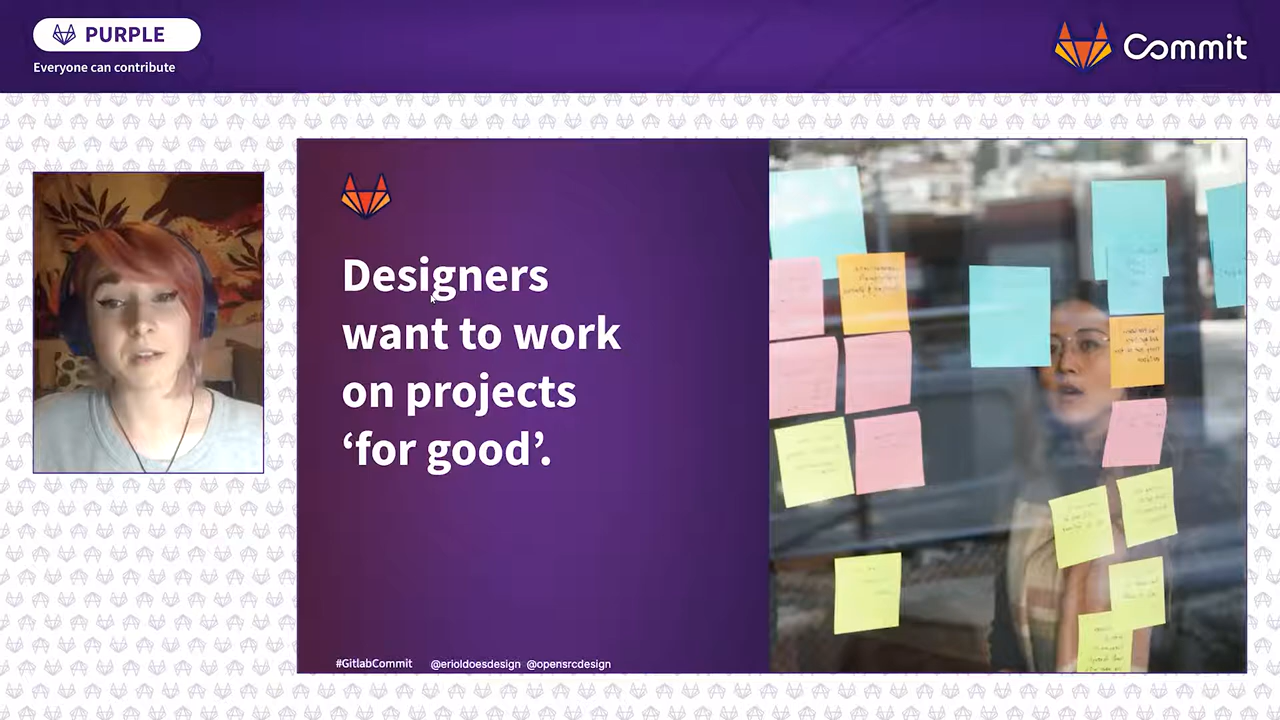 PURPLE
Everyone can contribute
Commit
Designers
want to work
on projects
‘for good’.
#GitlabCommit @erioldoesdesign @opensrcdesign